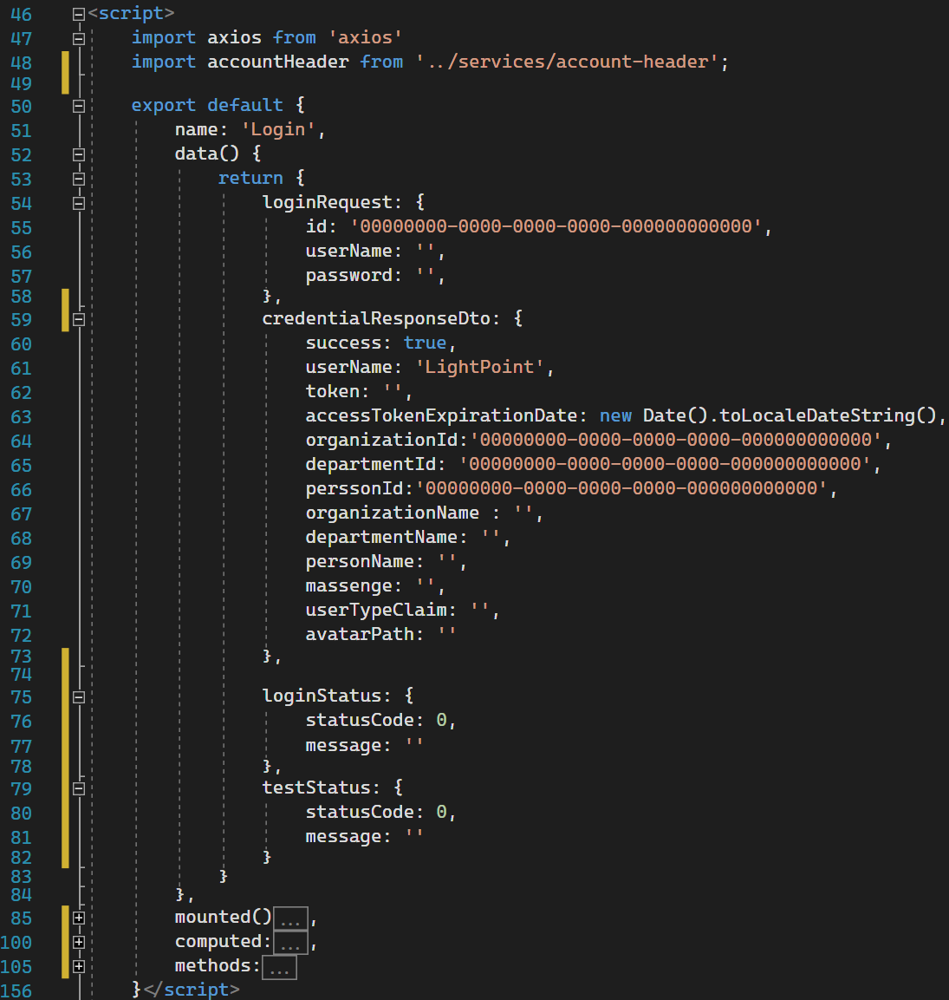 46 <script>
47 import axios from 'axios'
48 import accountHeader from '../services/account-header';
49
50 export default {
51 name: 'Login',
52 data() {
53 return {
54 loginRequest: {
55 id: '00000000-0000-0000-0000-000000000000',
56 userName: '',
57 password: '',
58 },
59 credentialResponseDto: {
60 success: true,
61 userName: 'LightPoint',
62 token: '',
63 accessTokenExpirationDate: new Date().toLocaleDateString(),
64 organizationId:'00000000-0000-0000-0000-000000000000',
65 departmentId: '00000000-0000-0000-0000-000000000000',
66 perssonId:'00000000-0000-0000-0000-000000000000',
67 organizationName : '',
68 departmentName: '',
69 personName: '',
70 massenge: '',
71 userTypeClaim: '',
72 avatarPath: ''
73 },
74
75 loginStatus: {
76 statusCode: 0,
77 message: ''
78 },
79 testStatus: {
80 statusCode: 0,
81 message: ''
82 }
83 }
84 },
85 mounted()...,
100 computed:...,
105 methods:...
156 }</script>